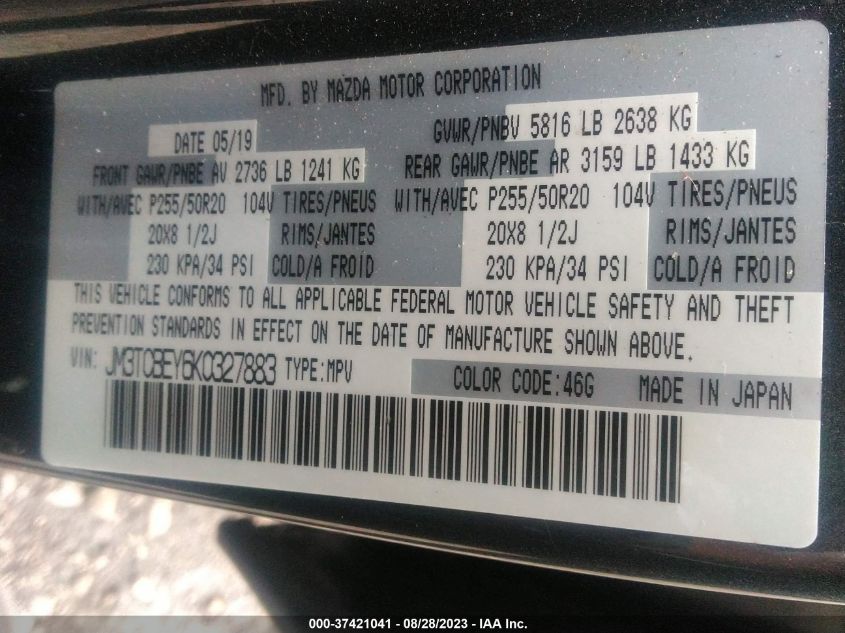 MFD. BY MAZDA MOTOR CORPORATION
DATE 05/19 GVWR/PNBV 5816 LB 2638 KG
FRONT GAWR/PNBE AV 2736 LB 1241 KG REAR GAWR/PNBE AR 3159 LB 1433 KG
WITH/AVEC P255/50R20 104V TIRES/PNEUS WITH/AVEC P255/50R20 104V TIRES/PNEUS
20X8 1/2J RIMS/JANTES 20X8 1/2J RIMS/JANTES
230 KPA/34 PSI COLD/A FROID 230 KPA/34 PSI COLD/A FROID
THIS VEHICLE CONFORMS TO ALL APPLICABLE FEDERAL MOTOR VEHICLE SAFETY AND THEFT
PREVENTION STANDARDS IN EFFECT ON THE DATE OF MANUFACTURE SHOWN ABOVE.
VIN: JM3TCBEY6K0327883 TYPE:MPV COLOR CODE:46G MADE IN JAPAN
000-37421041 - 08/28/2023 - IAA Inc.